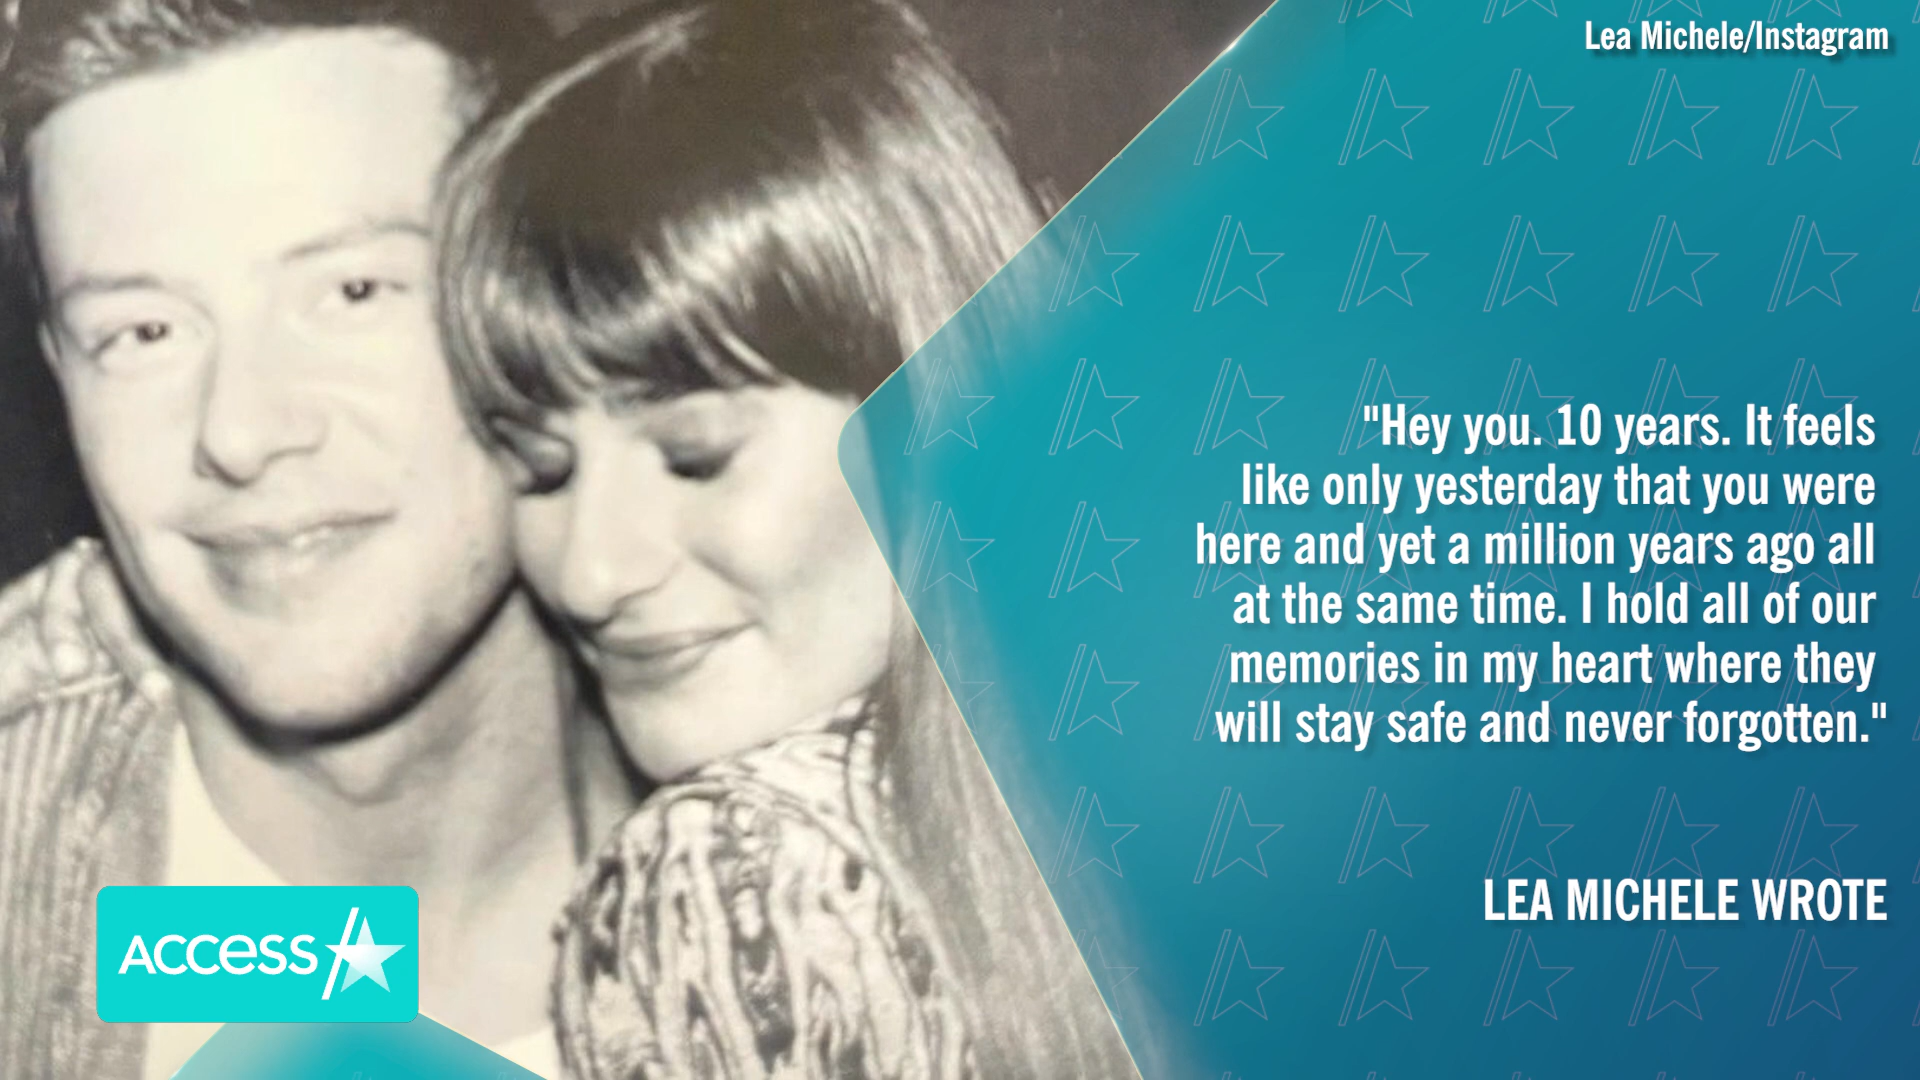 Lea Michele/Instagram
"Hey you. 10 years. It feels
like only yesterday that you were
here and yet a million years ago all
at the same time. I hold all of our
memories in my heart where they
will stay safe and never forgotten."
LEA MICHELE WROTE
access